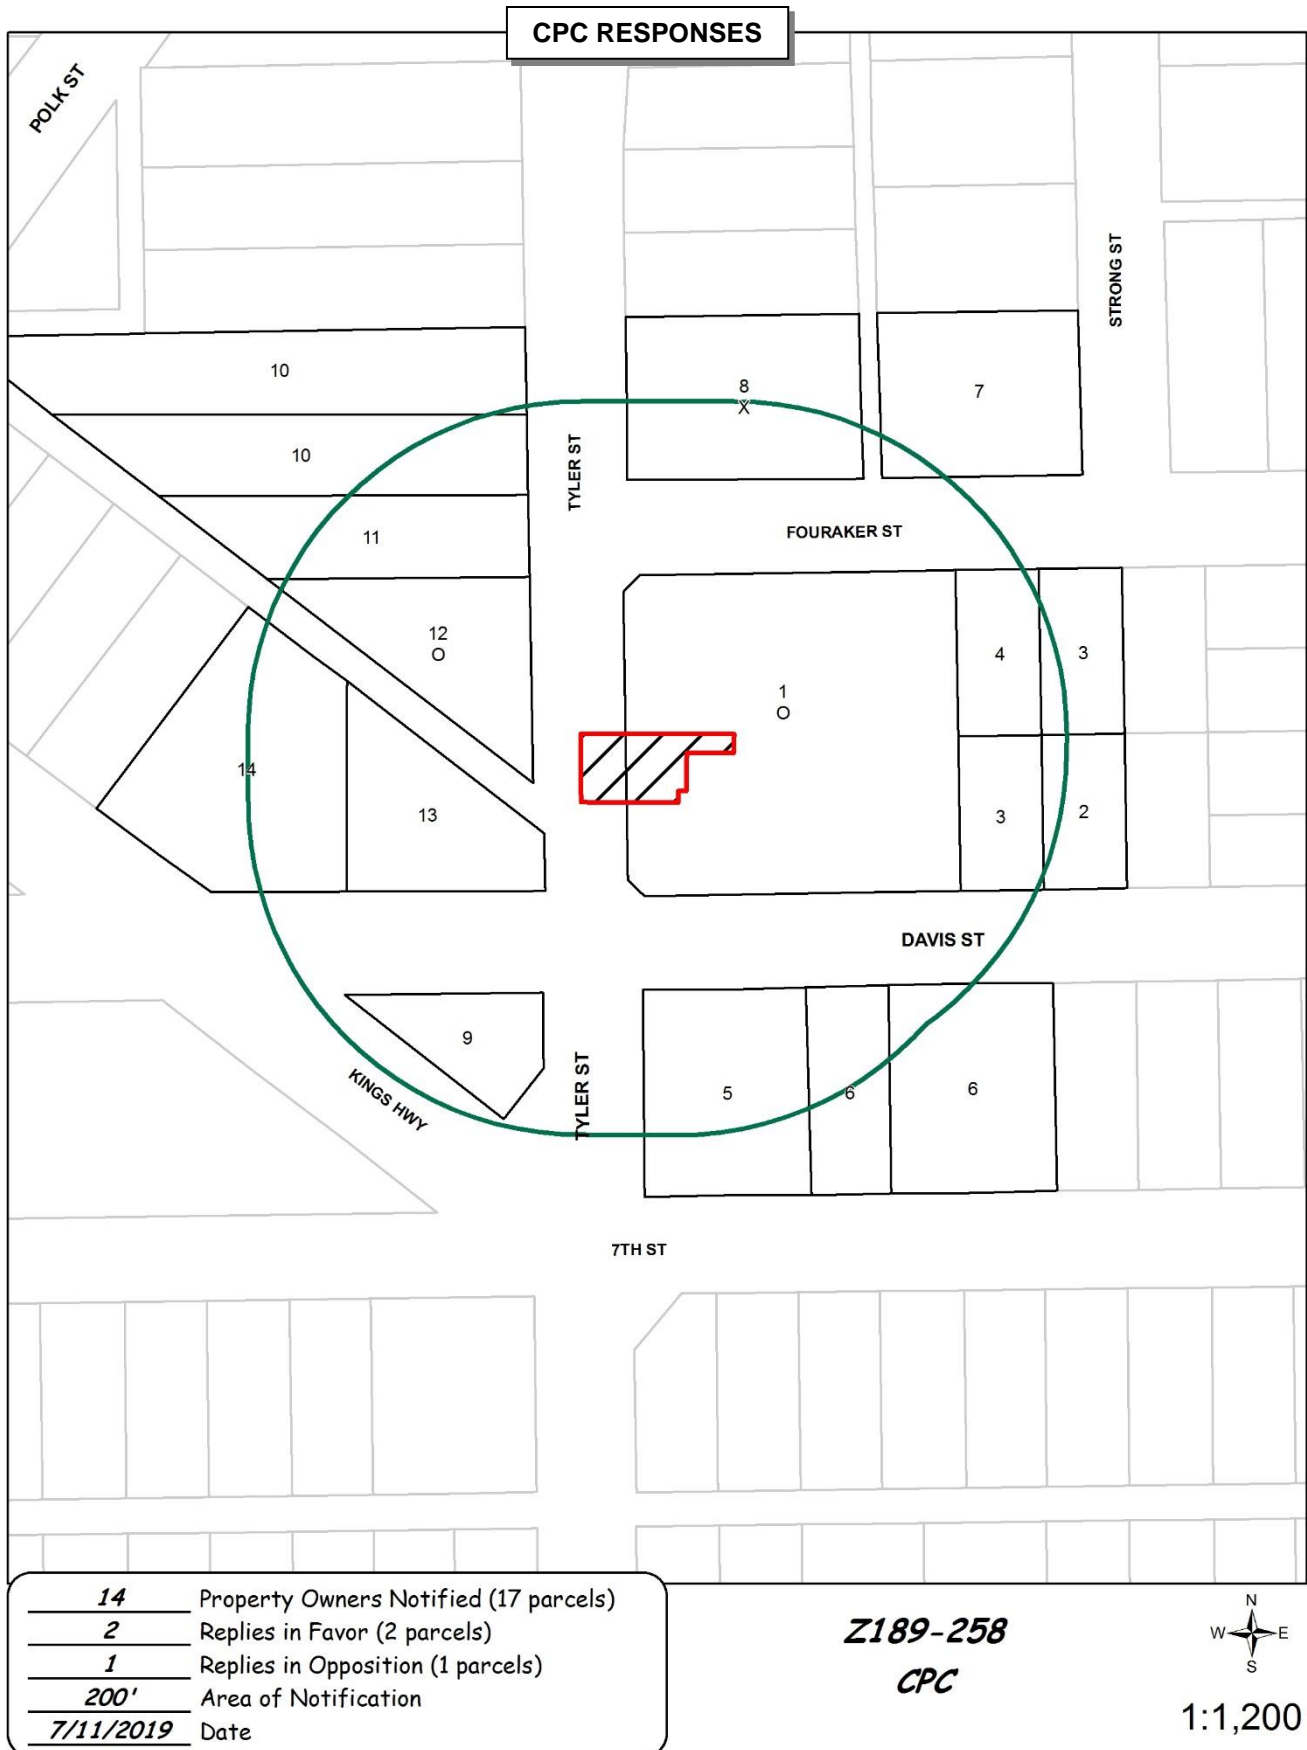 CPC RESPONSES
POLK ST
STRONG ST
10
8
X
7
10
TYLER ST
11
FOURAKER ST
12
O
4
3
1
O
14
13
3
2
DAVIS ST
9
KINGS HWY
TYLER ST
5
6
6
7TH ST
14 Property Owners Notified (17 parcels)
2 Replies in Favor (2 parcels)
1 Replies in Opposition (1 parcels)
200' Area of Notification
7/11/2019 Date
Z189-258
CPC
N
W E
S
1:1,200